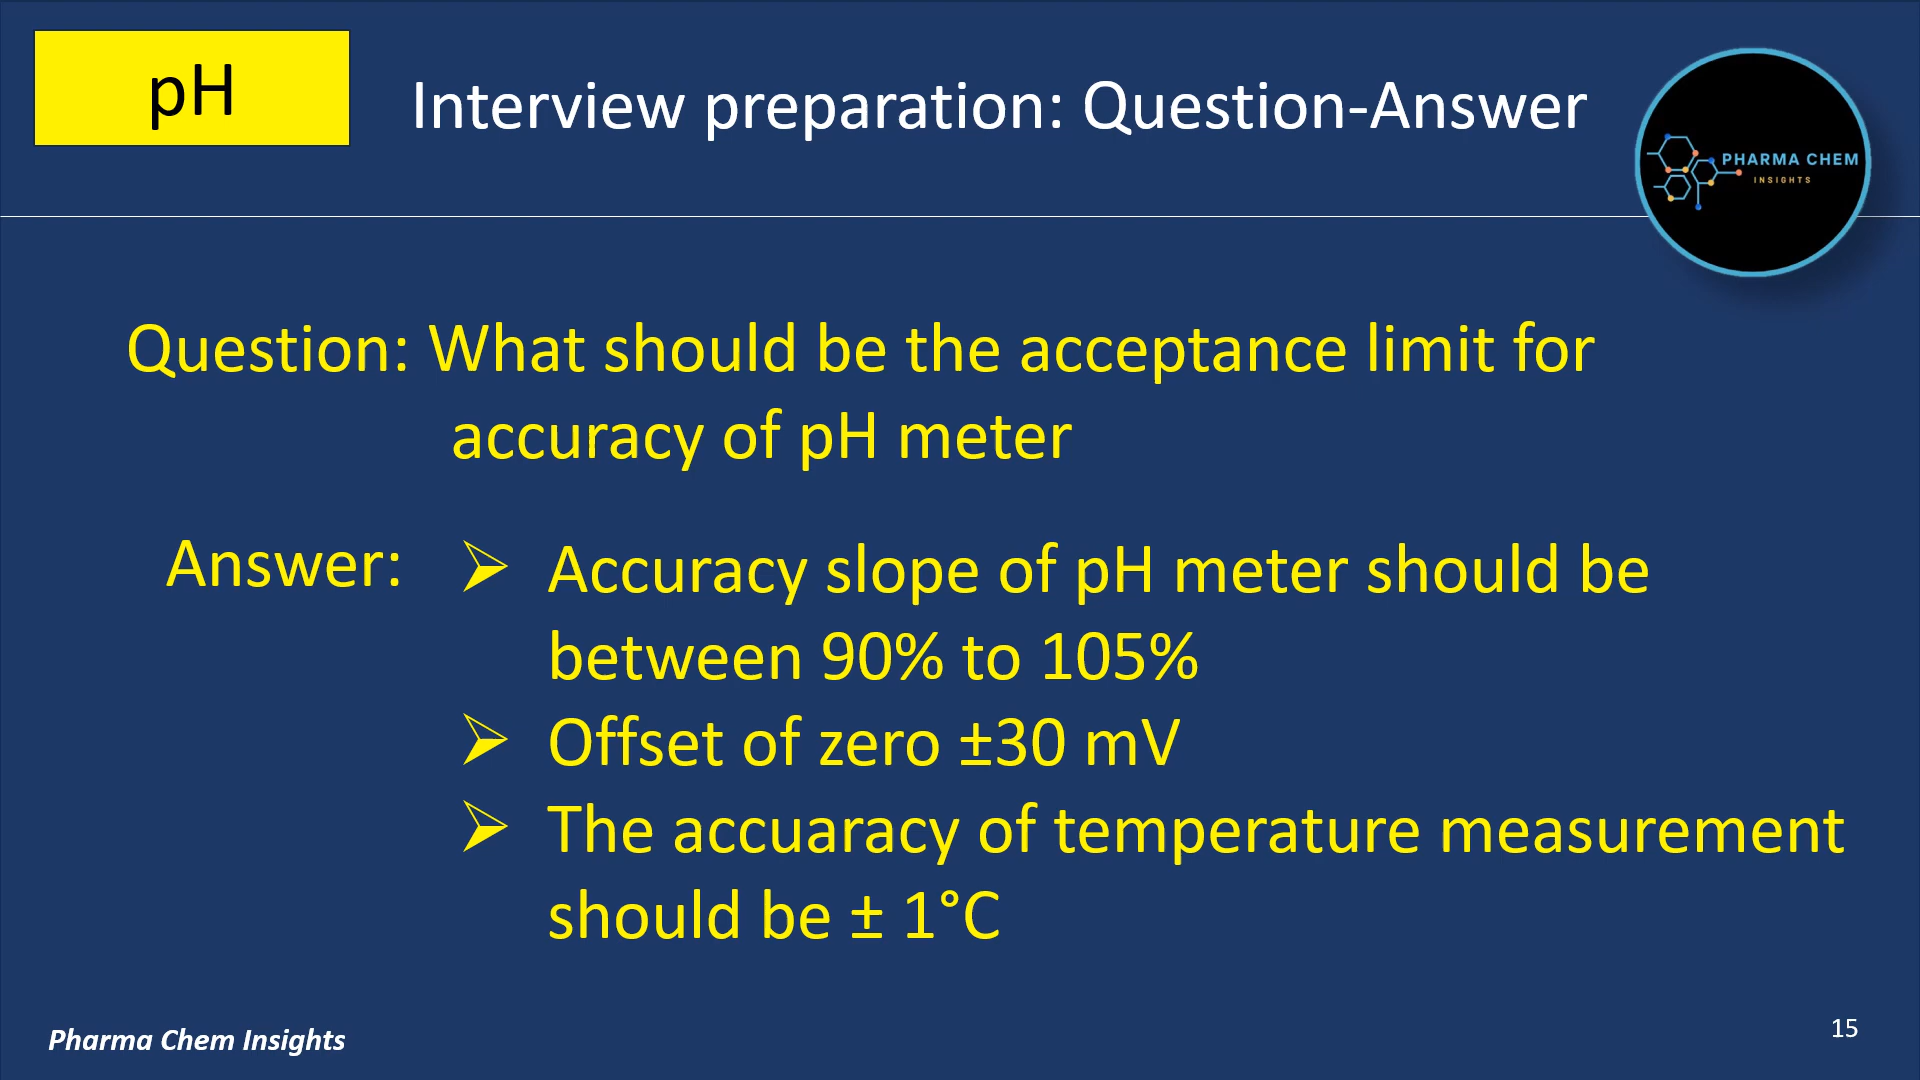 pH
Interview preparation: Question-Answer
PHARMA CHEM
INSIGHTS
Question: What should be the acceptance limit for
accuracy of pH meter
Answer:
➢ Accuracy slope of pH meter should be
between 90% to 105%
➢ Offset of zero ±30 mV
➢ The accuaracy of temperature measurement
should be ± 1°C
Pharma Chem Insights
15